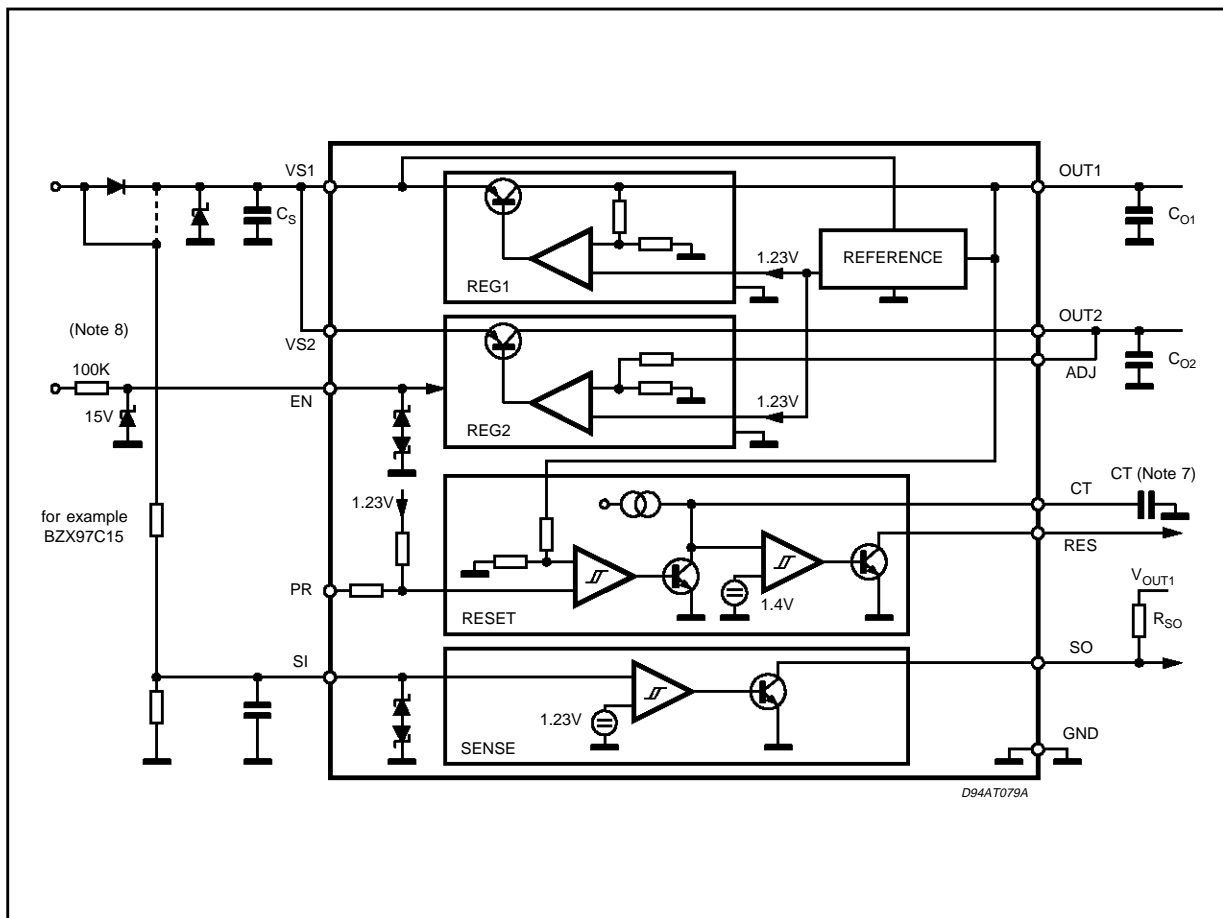 VS1
OUT1
C_S
C_O1
1.23V
REFERENCE
REG1
(Note 8)
VS2
OUT2
100K
ADJ
C_O2
EN
15V
1.23V
REG2
CT
CT (Note 7)
1.23V
for example
BZX97C15
RES
PR
V_OUT1
1.4V
RESET
R_SO
SI
SO
1.23V
SENSE
GND
D94AT079A